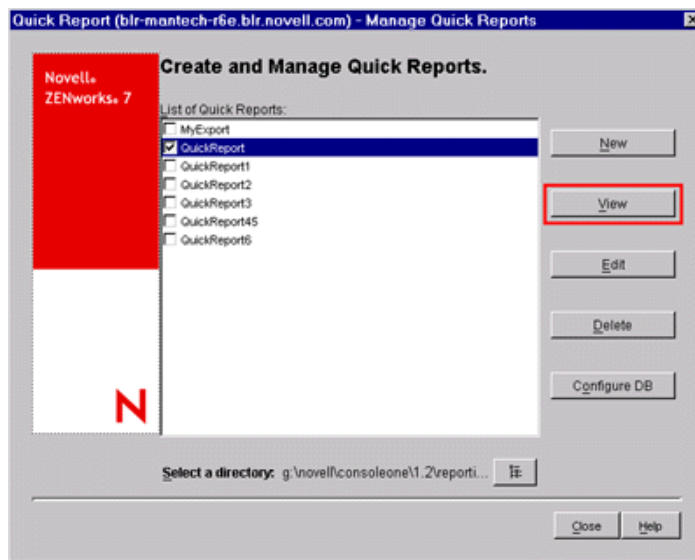 Quick Report (blr-mantech-r6e.blr.novell.com) - Manage Quick Reports
Novell®
ZENworks® 7
Create and Manage Quick Reports.
List of Quick Reports:
MyExport
QuickReport
QuickReport1
QuickReport2
QuickReport3
QuickReport45
QuickReport6
New
View
Edit
Delete
Configure DB
N
Select a directory: g:\novell\consoleone\1.2\reporti...
Close
Help